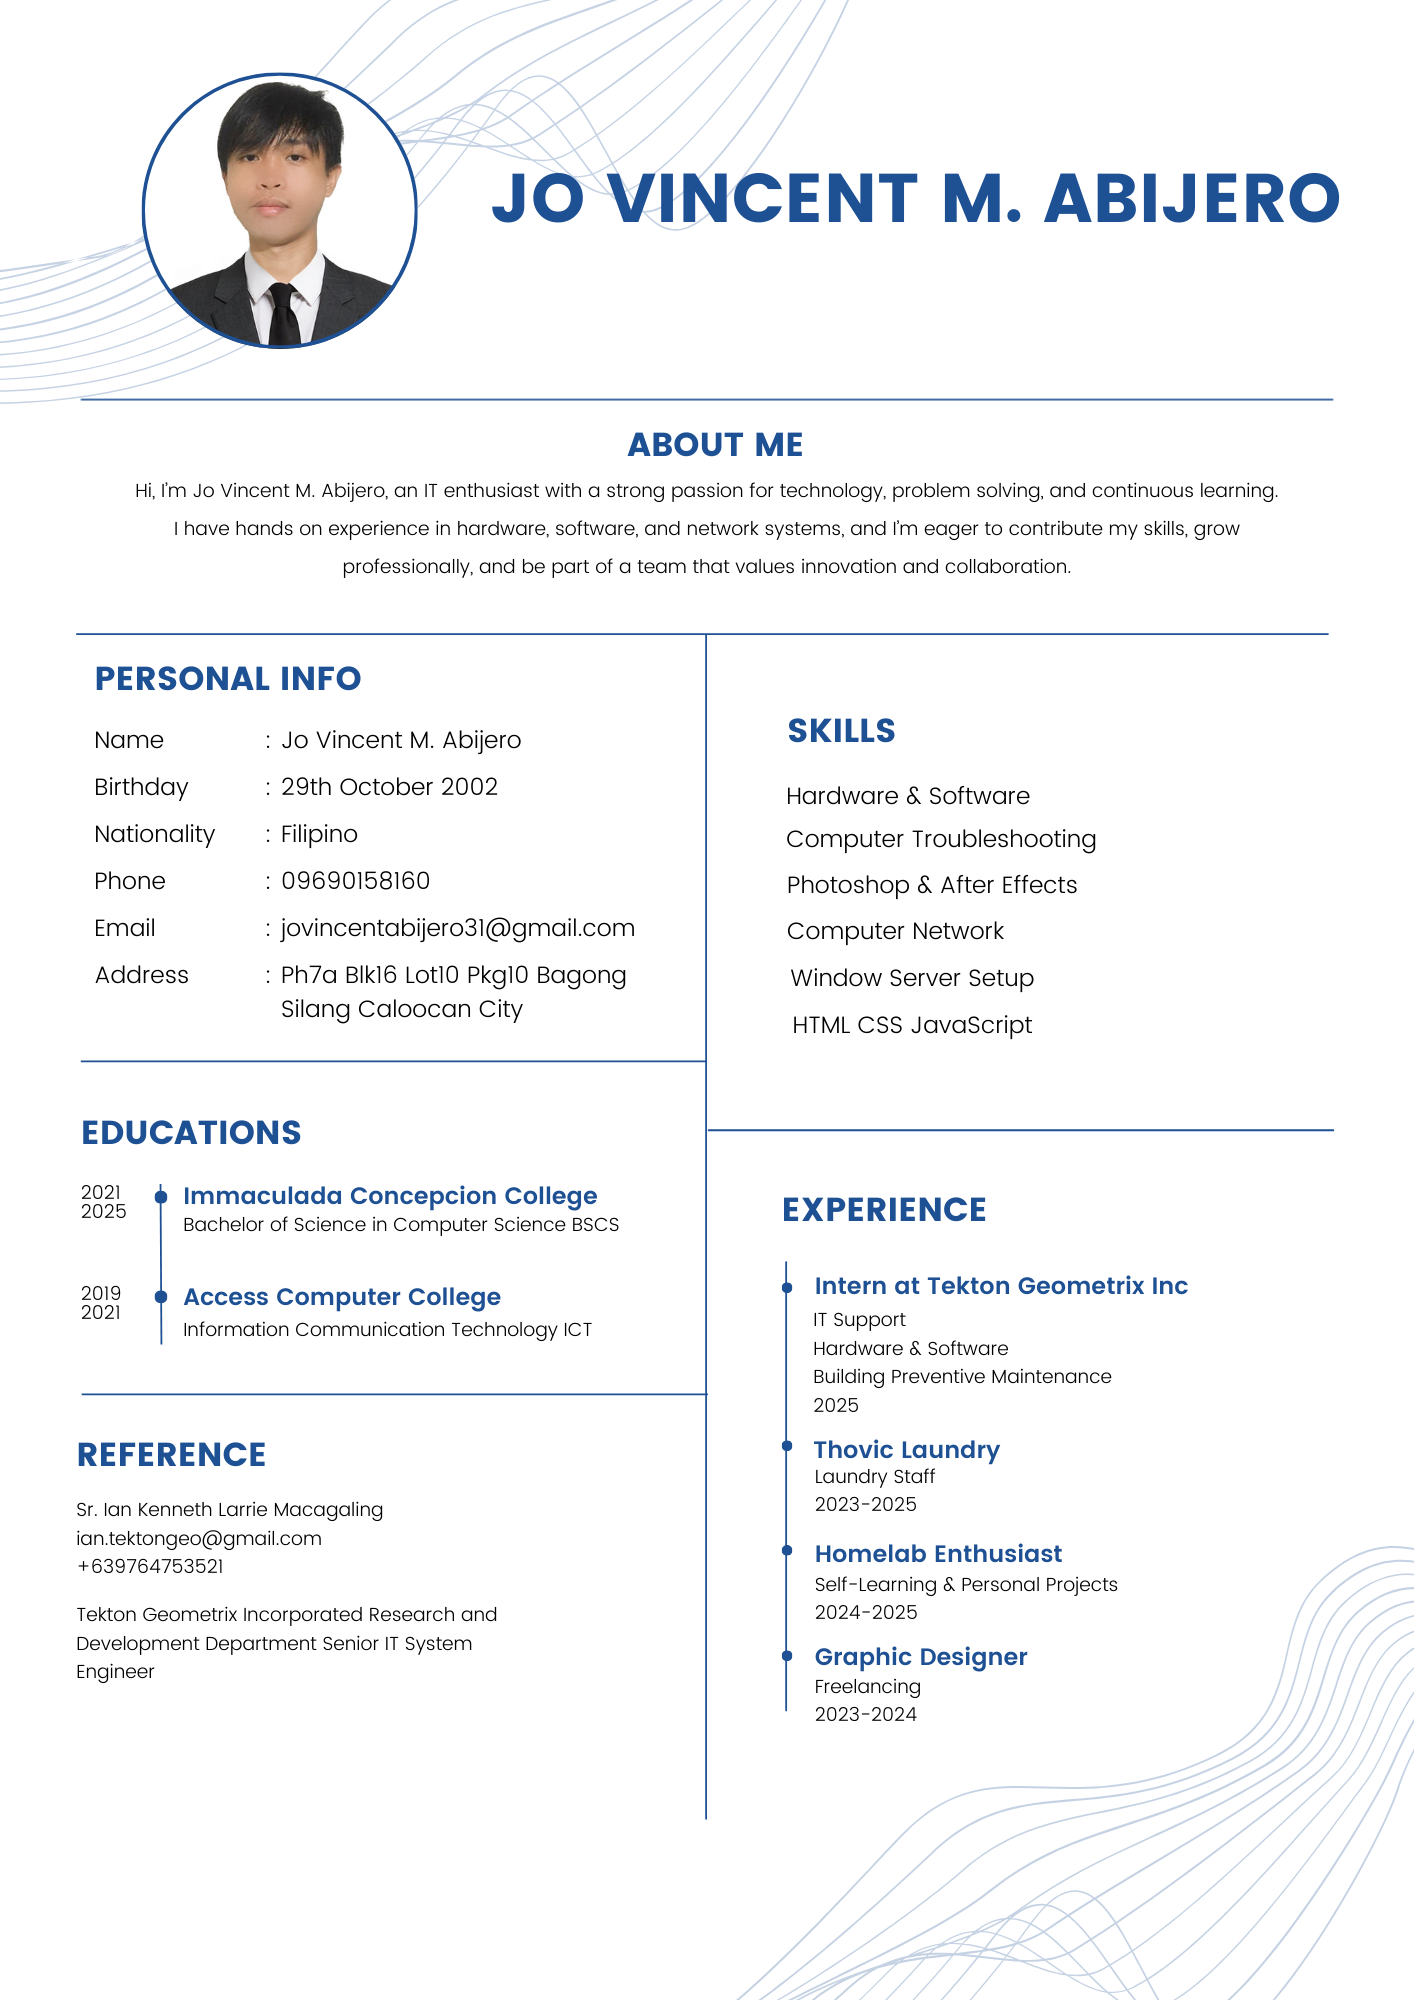 JO VINCENT M. ABIJERO
ABOUT ME
Hi, I'm Jo Vincent M. Abijero, an IT enthusiast with a strong passion for technology, problem solving, and continuous learning.
I have hands on experience in hardware, software, and network systems, and I'm eager to contribute my skills, grow
professionally, and be part of a team that values innovation and collaboration.
PERSONAL INFO
Name : Jo Vincent M. Abijero
Birthday : 29th October 2002
Nationality : Filipino
Phone : 09690158160
Email : jovincentabijero31@gmail.com
Address : Ph7a Blk16 Lot10 Pkg10 Bagong
Silang Caloocan City
EDUCATIONS
2021
2025
Immaculada Concepcion College
Bachelor of Science in Computer Science BSCS
2019
2021
Access Computer College
Information Communication Technology ICT
REFERENCE
Sr. Ian Kenneth Larrie Macagaling
ian.tektongeo@gmail.com
+639764753521
Tekton Geometrix Incorporated Research and
Development Department Senior IT System
Engineer
SKILLS
Hardware & Software
Computer Troubleshooting
Photoshop & After Effects
Computer Network
Window Server Setup
HTML CSS JavaScript
EXPERIENCE
Intern at Tekton Geometrix Inc
IT Support
Hardware & Software
Building Preventive Maintenance
2025
Thovic Laundry
Laundry Staff
2023-2025
Homelab Enthusiast
Self-Learning & Personal Projects
2024-2025
Graphic Designer
Freelancing
2023-2024